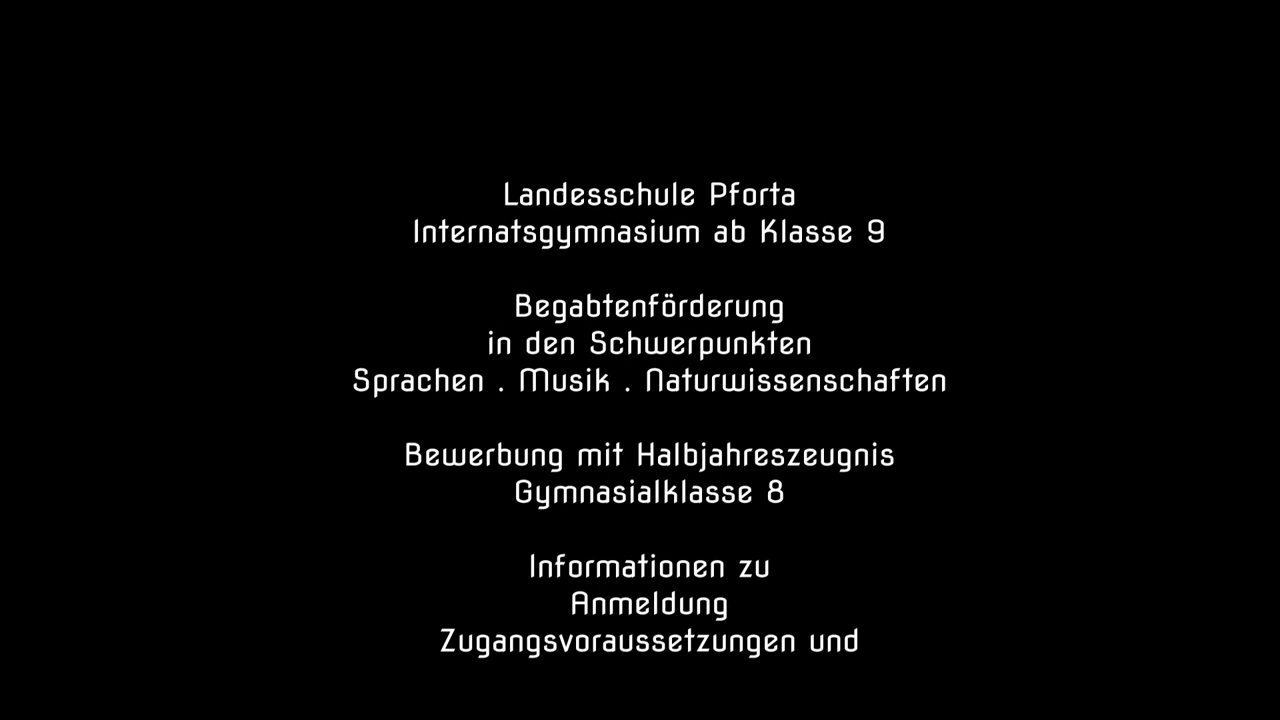 Landesschule Pforta
Internatsgymnasium ab Klasse 9
Begabtenförderung
in den Schwerpunkten
Sprachen . Musik . Naturwissenschaften
Bewerbung mit Halbjahreszeugnis
Gymnasialklasse 8
Informationen zu
Anmeldung
Zugangsvoraussetzungen und